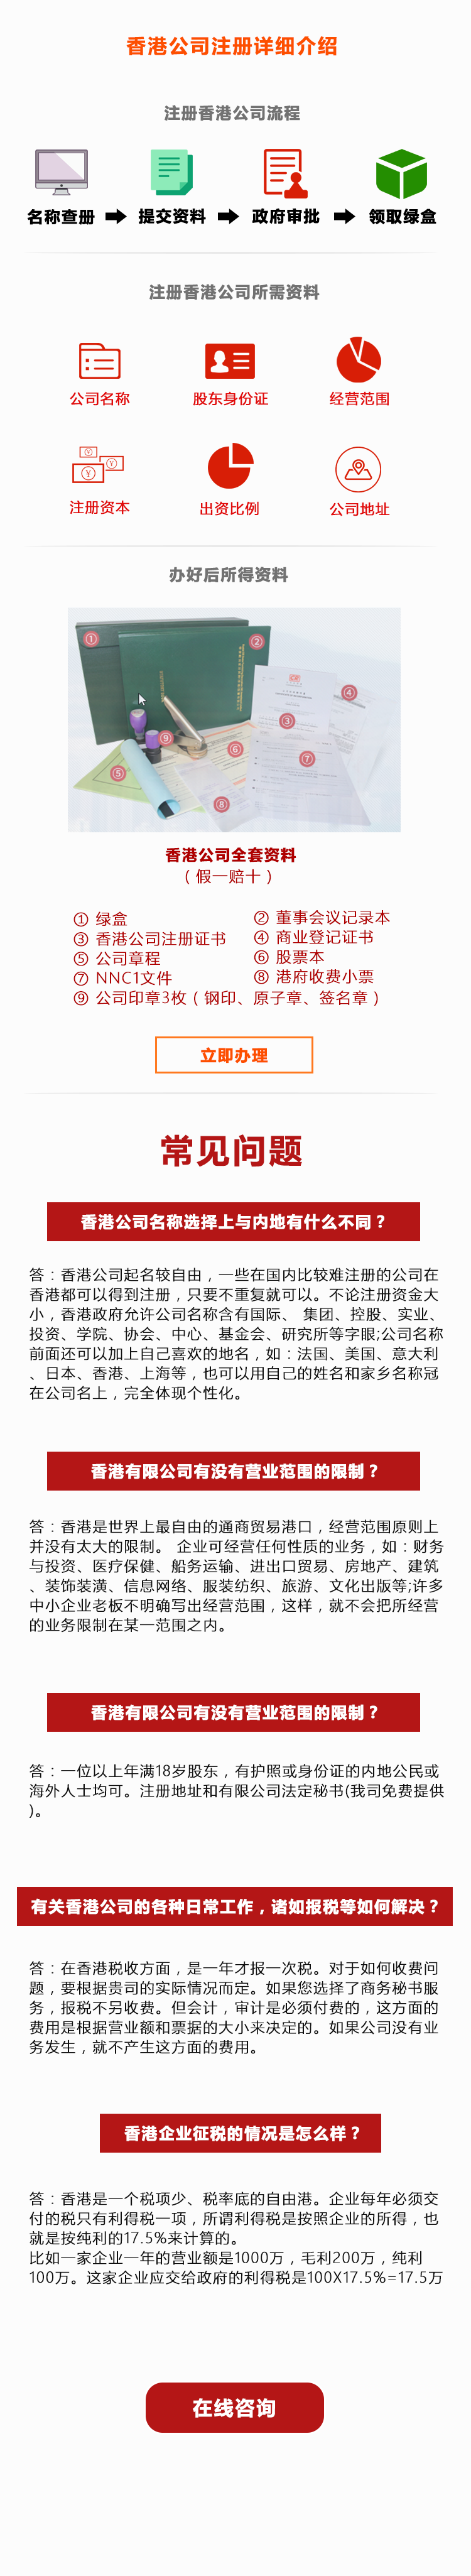 香港公司注册详细介绍
注册香港公司流程
名称查册 提交资料 政府审批 领取绿盒
注册香港公司所需资料
公司名称 股东身份证 经营范围
注册资本 出资比例 公司地址
办好后所得资料
① ② ④ ③ ⑨ ⑥ ⑦ ⑤ ⑧
香港公司全套资料
（假一赔十）
① 绿盒 ② 董事会议记录本
③ 香港公司注册证书 ④ 商业登记证书
⑤ 公司章程 ⑥ 股票本
⑦ NNC1文件 ⑧ 港府收费小票
⑨ 公司印章3枚（钢印、原子章、签名章）
立即办理
常见问题
香港公司名称选择上与内地有什么不同？
答：香港公司起名较自由，一些在国内比较难注册的公司在
香港都可以得到注册，只要不重复就可以。不论注册资金大
小，香港政府允许公司名称含有国际、 集团、控股、实业、
投资、学院、协会、中心、基金会、研究所等字眼;公司名称
前面还可以加上自己喜欢的地名，如：法国、美国、意大利
、日本、香港、上海等，也可以用自己的姓名和家乡名称冠
在公司名上，完全体现个性化。
香港有限公司有没有营业范围的限制？
答：香港是世界上最自由的通商贸易港口，经营范围原则上
并没有太大的限制。 企业可经营任何性质的业务，如：财务
与投资、医疗保健、船务运输、进出口贸易、房地产、建筑
、装饰装潢、信息网络、服装纺织、旅游、文化出版等;许多
中小企业老板不明确写出经营范围，这样，就不会把所经营
的业务限制在某一范围之内。
香港有限公司有没有营业范围的限制？
答：一位以上年满18岁股东，有护照或身份证的内地公民或
海外人士均可。注册地址和有限公司法定秘书(我司免费提供
)。
有关香港公司的各种日常工作，诸如报税等如何解决？
答：在香港税收方面，是一年才报一次税。对于如何收费问
题，要根据贵司的实际情况而定。如果您选择了商务秘书服
务，报税不另收费。但会计，审计是必须付费的，这方面的
费用是根据营业额和票据的大小来决定的。如果公司没有业
务发生，就不产生这方面的费用。
香港企业征税的情况是怎么样？
答：香港是一个税项少、税率底的自由港。企业每年必须交
付的税只有利得税一项，所谓利得税是按照企业的所得，也
就是按纯利的17.5%来计算的。
比如一家企业一年的营业额是1000万，毛利200万，纯利
100万。这家企业应交给政府的利得税是100X17.5%=17.5万
在线咨询